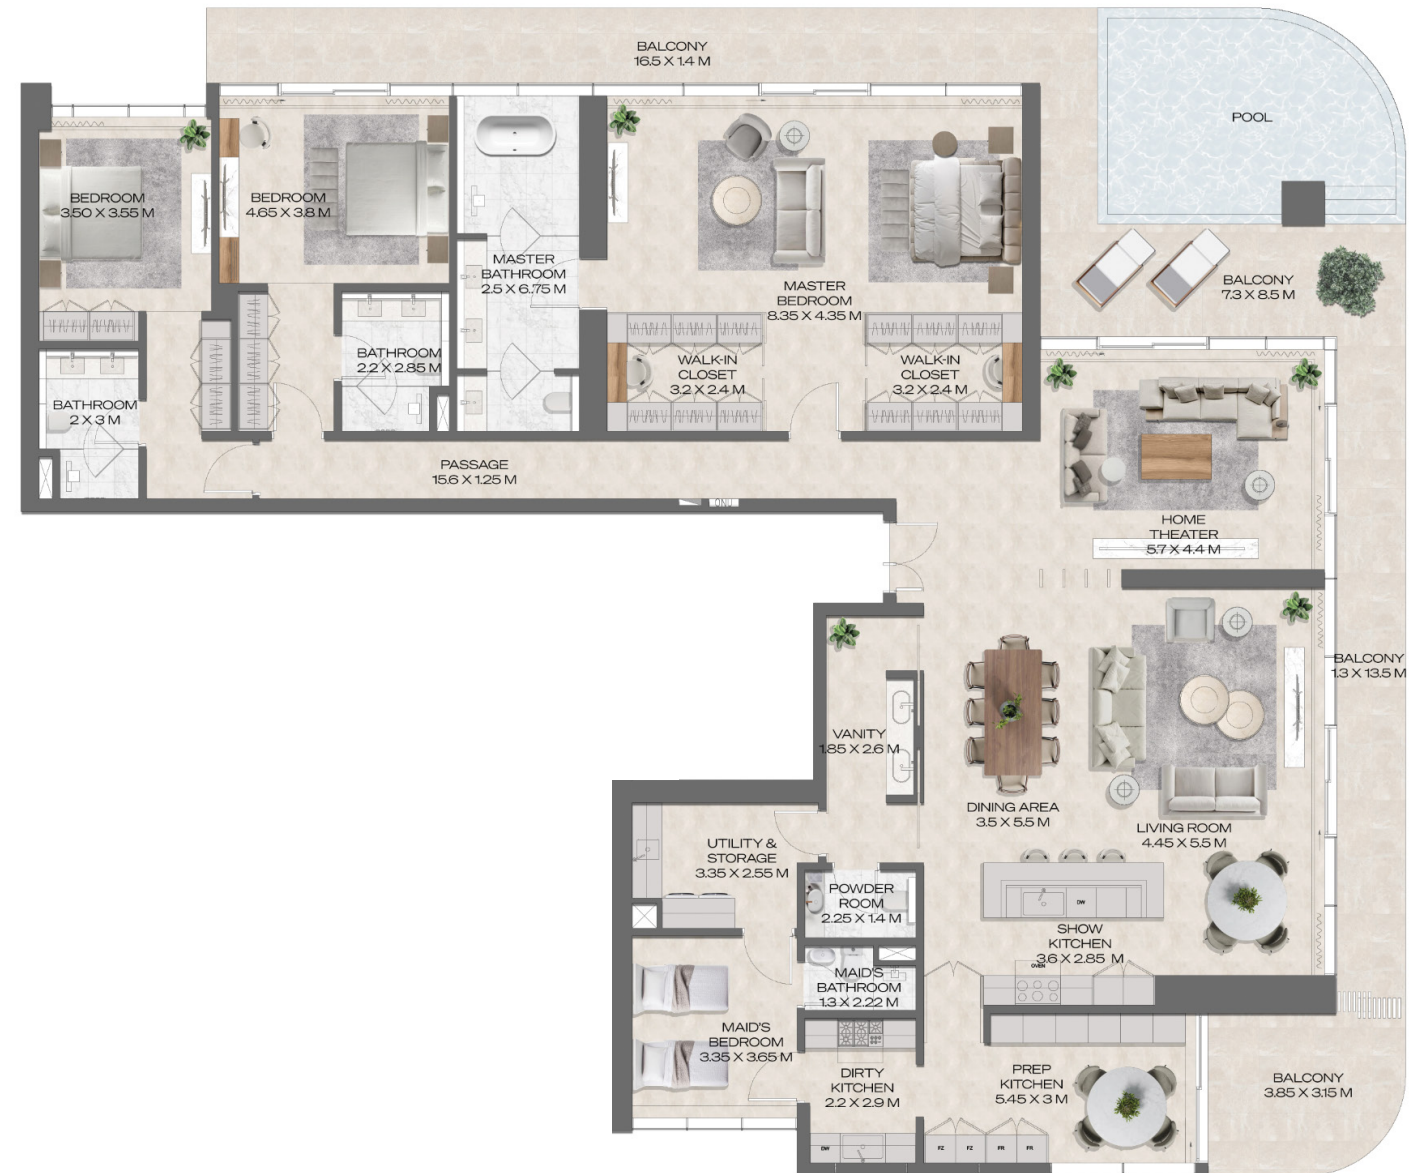 BALCONY
16.5 X 1.4 M
POOL
BEDROOM
3.50 X 3.55 M
BEDROOM
4.65 X 3.8 M
MASTER
BATHROOM
2.5 X 6.75 M
MASTER
BEDROOM
8.35 X 4.35 M
BALCONY
7.3 X 8.5 M
BATHROOM
2.2 X 2.85 M
WALK-IN
CLOSET
3.2 X 2.4 M
WALK-IN
CLOSET
3.2 X 2.4 M
BATHROOM
2 X 3 M
PASSAGE
15.6 X 1.25 M
ONU
HOME
THEATER
5.7 X 4.4 M
BALCONY
1.3 X 13.5 M
VANITY
1.85 X 2.6 M
DINING AREA
3.5 X 5.5 M
LIVING ROOM
4.45 X 5.5 M
UTILITY &
STORAGE
3.35 X 2.55 M
POWDER
ROOM
2.25 X 1.4 M
DW
SHOW
KITCHEN
3.6 X 2.85 M
OVEN
MAID'S
BATHROOM
1.3 X 2.22 M
MAID'S
BEDROOM
3.35 X 3.65 M
DIRTY
KITCHEN
2.2 X 2.9 M
PREP
KITCHEN
5.45 X 3 M
BALCONY
3.85 X 3.15 M
DW
FZ FZ FR FR